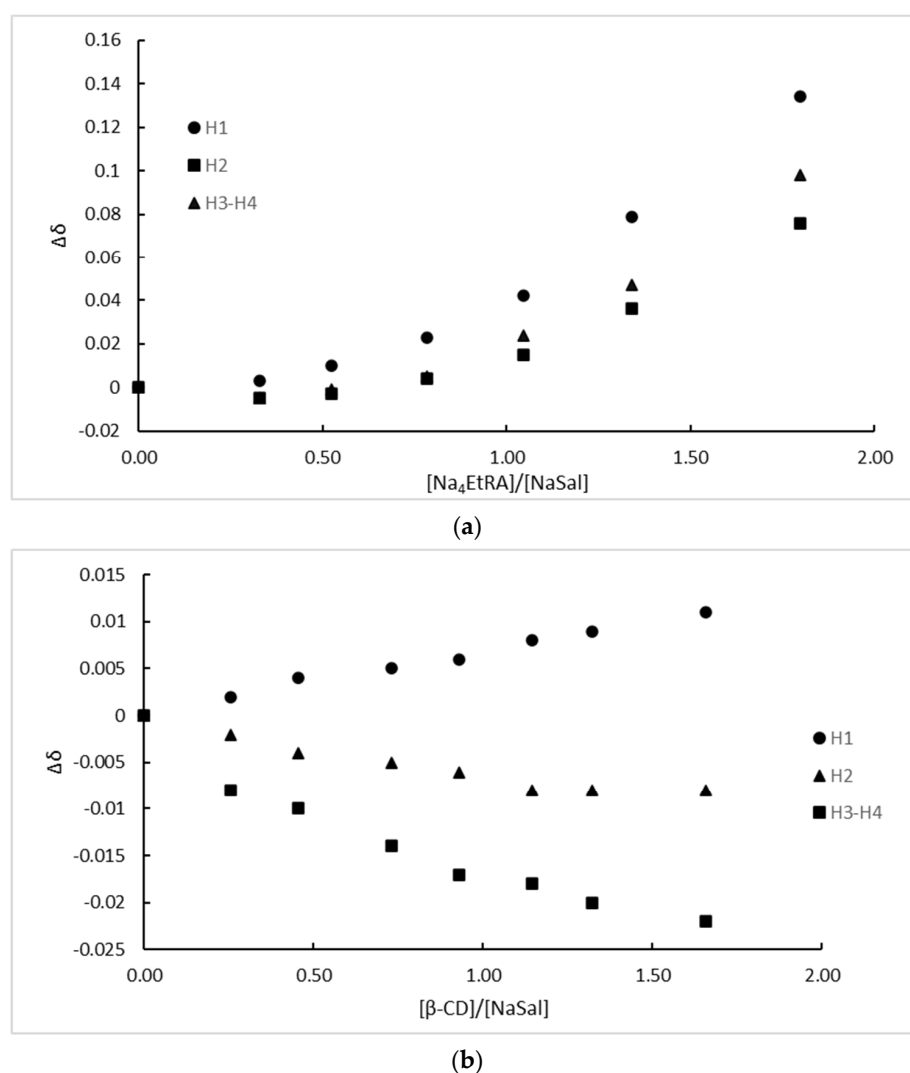 0.16
0.14
0.12
0.1
0.08
0.06
0.04
0.02
0
-0.02
Δδ
H1
H2
H3-H4
0.00 0.50 1.00 1.50 2.00
[Na₄EtRA]/[NaSal]
(a)
0.015
0.01
0.005
0
-0.005
-0.01
-0.015
-0.02
-0.025
Δδ
H1
H2
H3-H4
0.00 0.50 1.00 1.50 2.00
[β-CD]/[NaSal]
(b)